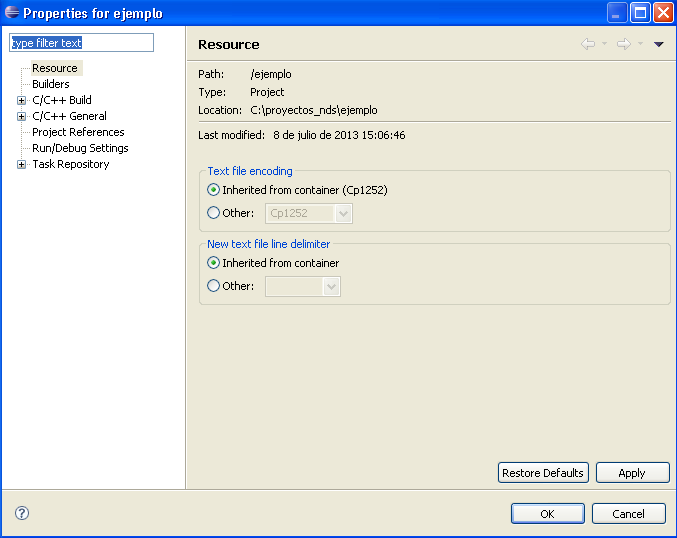 Properties for ejemplo
type filter text
Resource
Builders
C/C++ Build
C/C++ General
Project References
Run/Debug Settings
Task Repository
Resource
Path: /ejemplo
Type: Project
Location: C:\proyectos_nds\ejemplo
Last modified: 8 de julio de 2013 15:06:46
Text file encoding
Inherited from container (Cp1252)
Other: Cp1252
New text file line delimiter
Inherited from container
Other:
Restore Defaults Apply
? OK Cancel